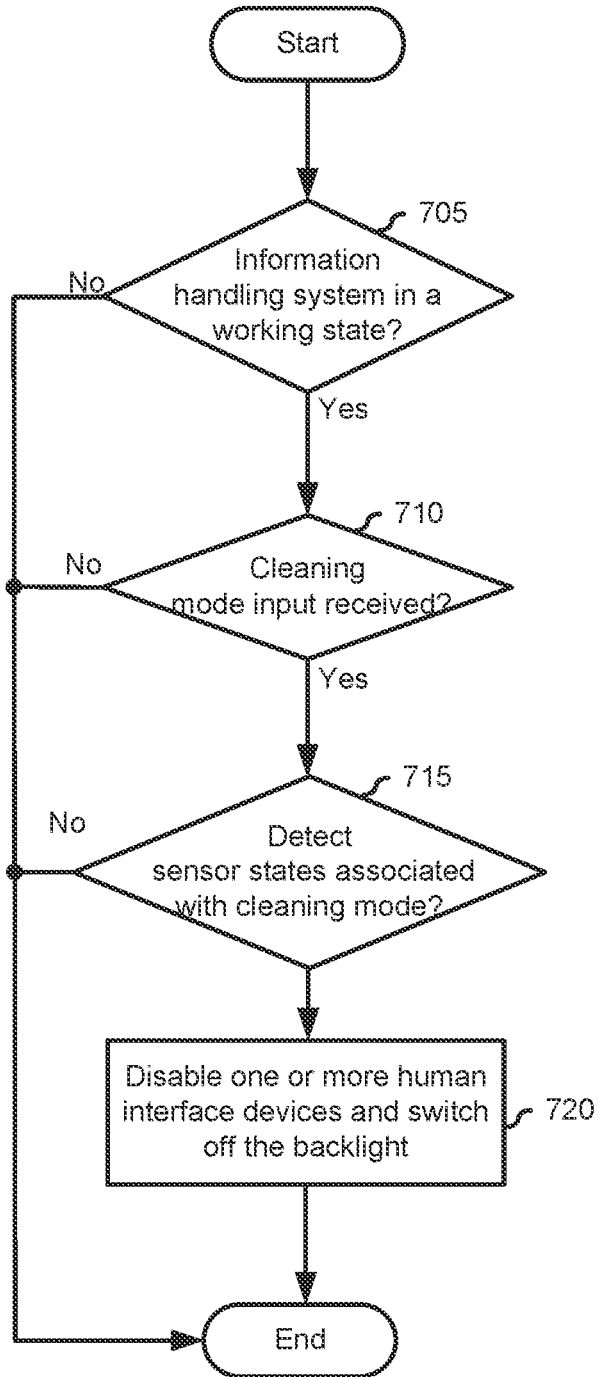 Start
705
Information
handling system in a
working state?
No
Yes
710
Cleaning
mode input received?
No
Yes
715
Detect
sensor states associated
with cleaning mode?
No
Disable one or more human
interface devices and switch
off the backlight
720
End